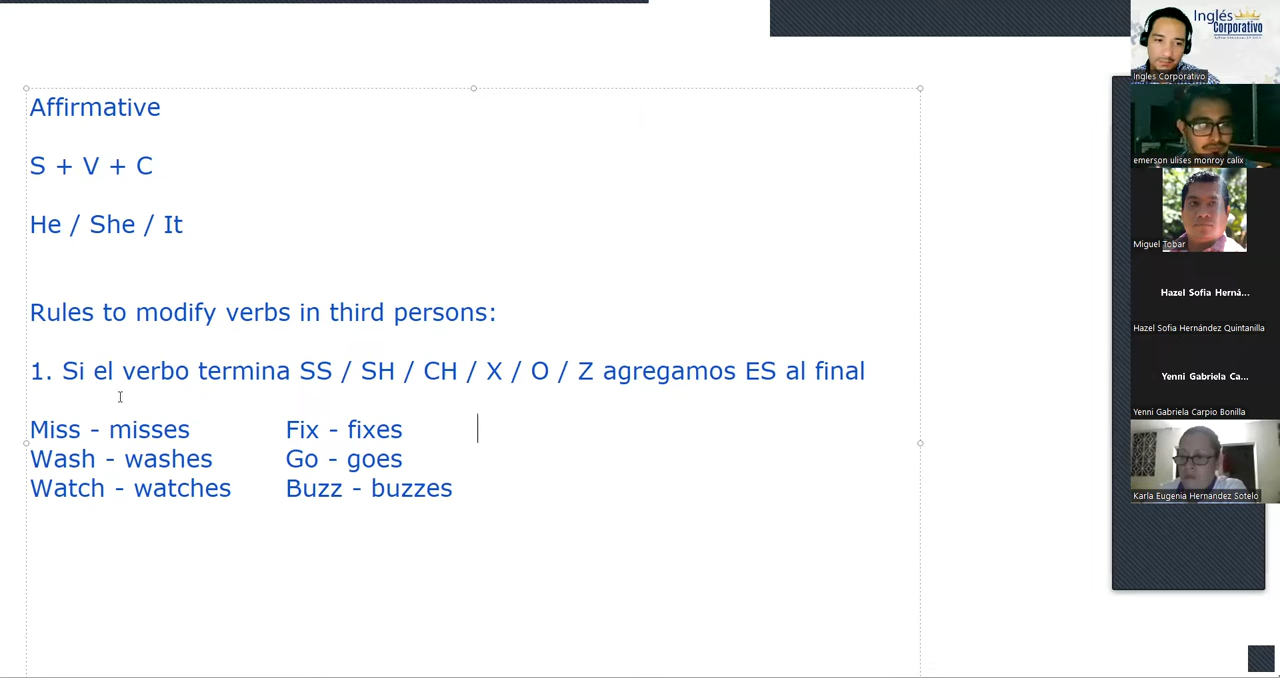 Affirmative
S + V + C
He / She / It
Rules to modify verbs in third persons:
1. Si el verbo termina SS / SH / CH / X / O / Z agregamos ES al final
Miss - misses Fix - fixes
Wash - washes Go - goes
Watch - watches Buzz - buzzes
Inglés
Corporativo
Ingles Corporativo
emerson ulises monroy calix
Miguel Tobar
Hazel Sofia Herná...
Hazel Sofia Hernández Quintanilla
Yenni Gabriela Ca...
Yenni Gabriela Carpio Bonilla
Karla Eugenia Hernandez Sotelo